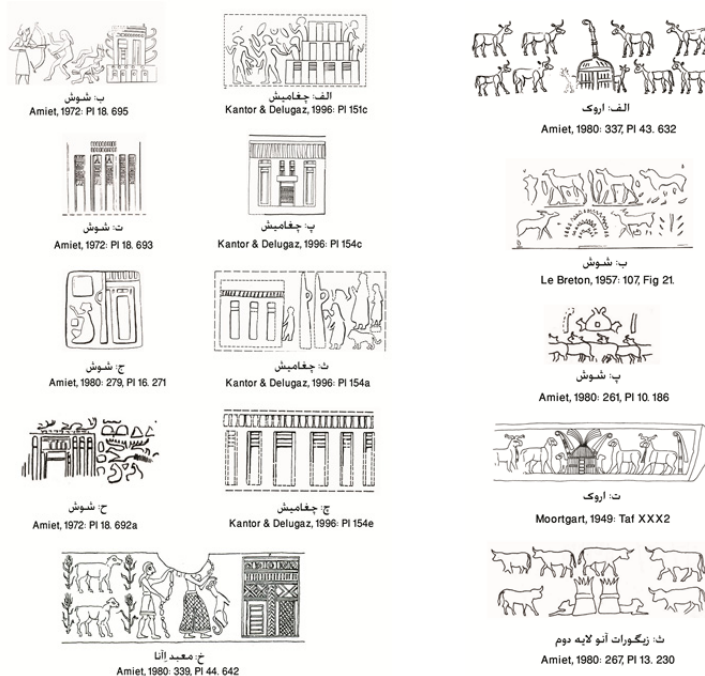 الف: اروک
Amiet, 1980: 337, Pl 43. 632
ب: شوش
Le Breton, 1957: 107, Fig 21.
پ: شوش
Amiet, 1980: 261, Pl 10. 186
ت: اروک
Moortgart, 1949: Taf XXX2
ث: زیگورات آنو لایه دوم
Amiet, 1980: 267, Pl 13. 230
الف: چغامیش
Kantor & Delugaz, 1996: Pl 151c
ب: شوش
Amiet, 1972: Pl 18. 695
پ: چغامیش
Kantor & Delugaz, 1996: Pl 154c
ت: شوش
Amiet, 1972: Pl 18. 693
ث: چغامیش
Kantor & Delugaz, 1996: Pl 154a
ج: شوش
Amiet, 1980: 279, Pl 16. 271
چ: چغامیش
Kantor & Delugaz, 1996: Pl 154e
ح: شوش
Amiet, 1972: Pl 18. 692a
خ: معبد اِآنا
Amiet, 1980: 339, Pl 44. 642